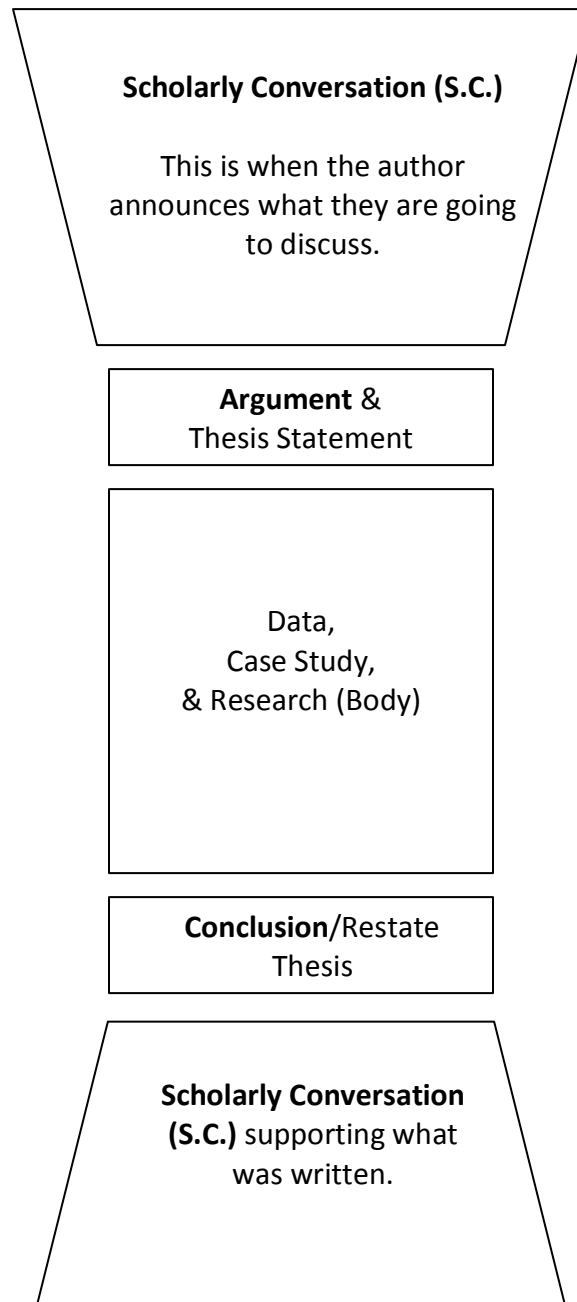 Scholarly Conversation (S.C.)
This is when the author
announces what they are going
to discuss.
Argument &
Thesis Statement
Data,
Case Study,
& Research (Body)
Conclusion/Restate
Thesis
Scholarly Conversation
(S.C.) supporting what
was written.